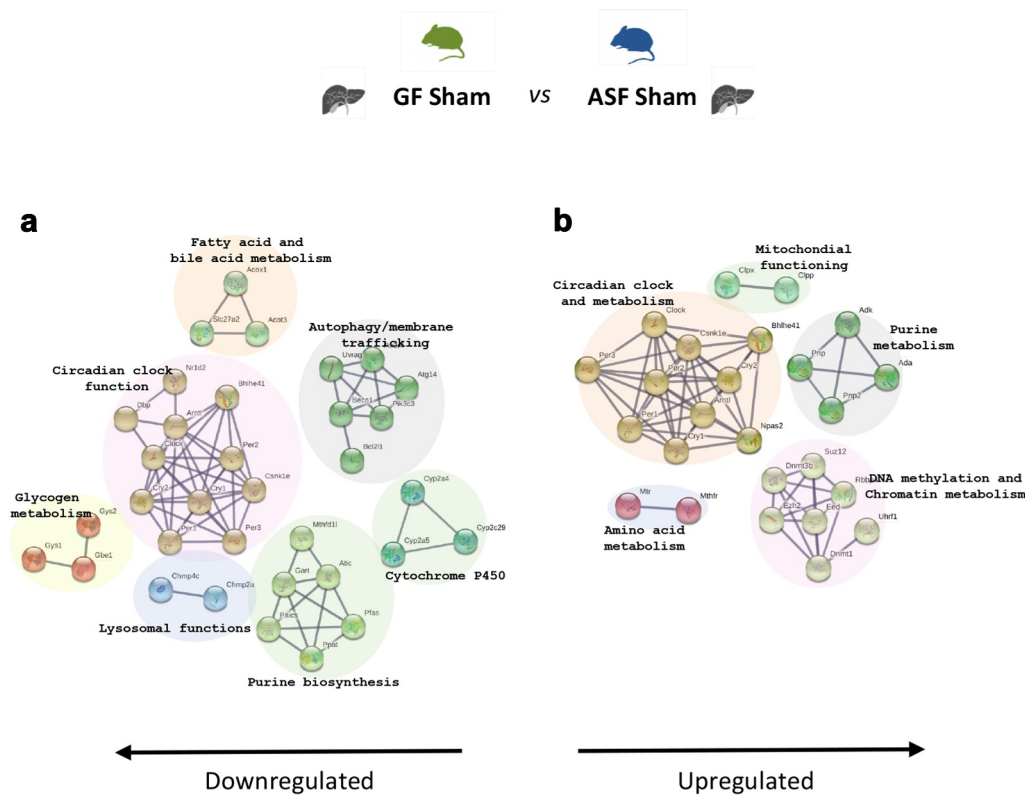 GF Sham vs ASF Sham
a
Fatty acid and
bile acid metabolism
Acox1
Slc27a2
Acot3
Autophagy/membrane
trafficking
Uvrag
Atg14
Becn1
Pik3c3
Bcl2l1
Circadian clock
function
Nr1d2
Bhlhe41
Dbp
Arntl
Clock
Per2
Csnk1e
Cry2
Cry1
Per1
Per3
Glycogen
metabolism
Gys2
Gys1
Gbe1
Cyp2a4
Cyp2c29
Cyp2a5
Cytochrome P450
Chmp4c
Chmp2a
Lysosomal functions
Mthfd1l
Gart
Atic
Paics
Pfas
Ppat
Purine biosynthesis
Downregulated
b
Mitochondial
functioning
Clpx
Clpp
Circadian clock
and metabolism
Clock
Csnk1e
Bhlhe41
Per3
Per2
Cry2
Arntl
Per1
Cry1
Npas2
Purine
metabolism
Adk
Pnp
Ada
Pnp2
Mtr
Mthfr
Amino acid
metabolism
DNA methylation and
Chromatin metabolism
Suz12
Dnmt3b
Ezh2
Eed
Uhrf1
Dnmt1
Upregulated